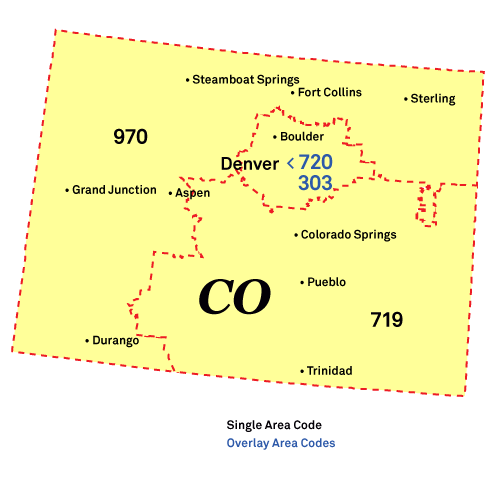 Steamboat Springs
Fort Collins
Sterling
970
Boulder
Denver < 720
303
Grand Junction
Aspen
Colorado Springs
CO
Pueblo
719
Durango
Trinidad
Single Area Code
Overlay Area Codes